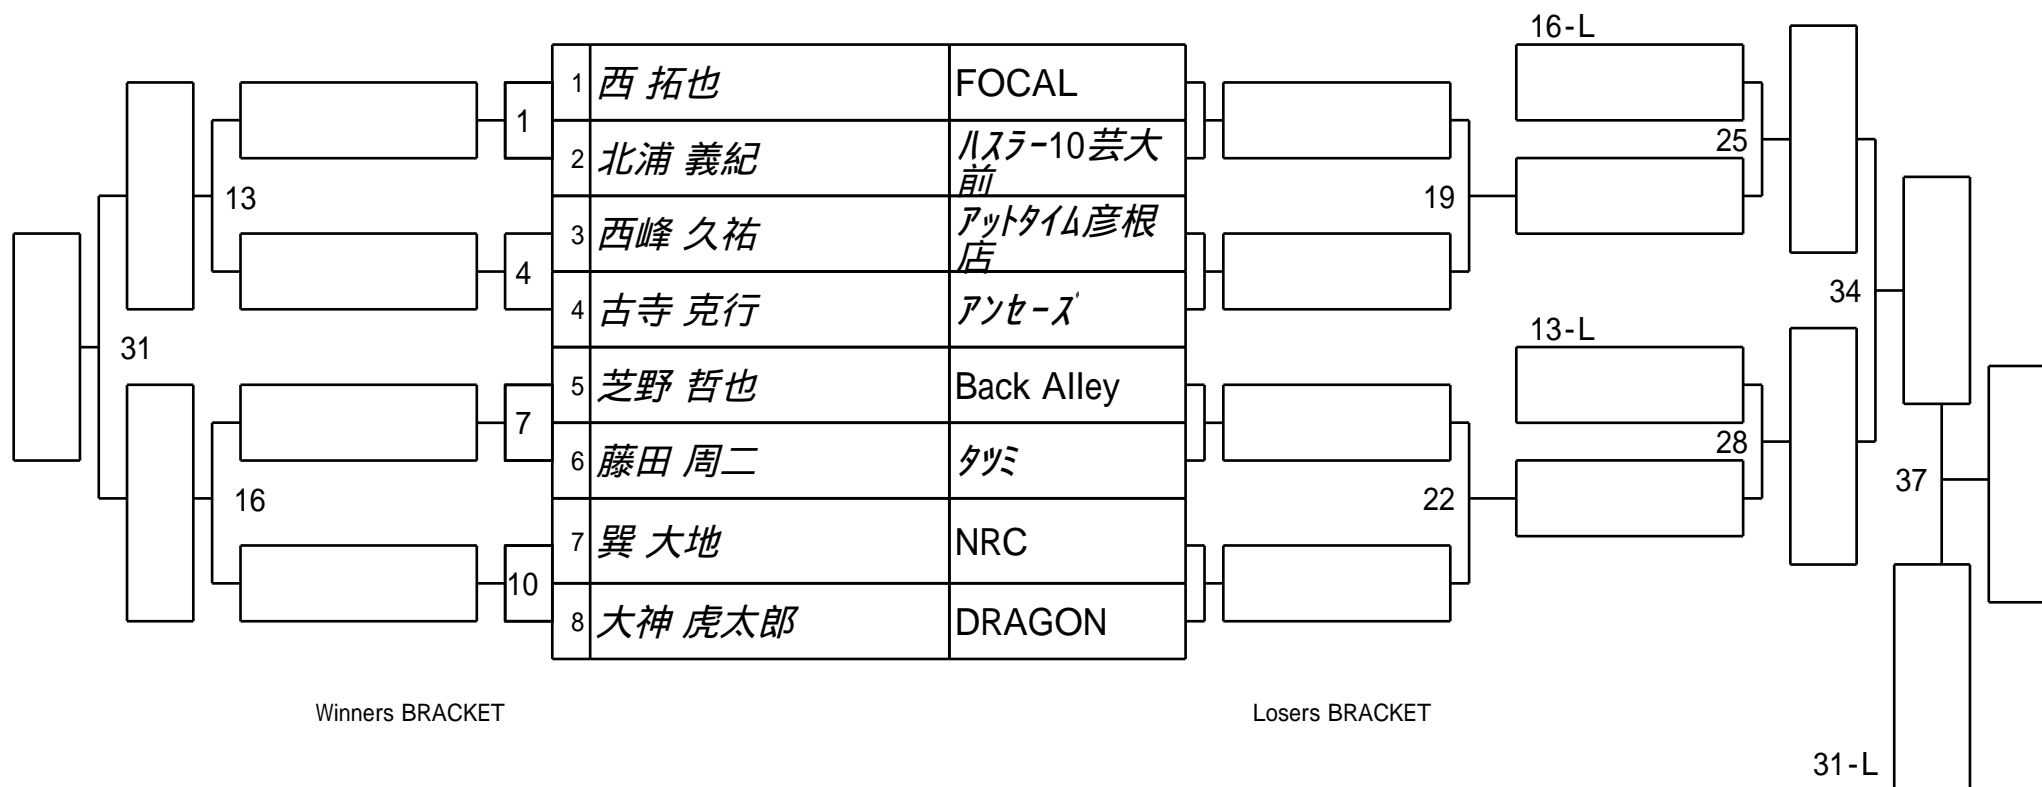 16-L
1 西 拓也 FOCAL
1
2 北浦 義紀 ﾊｽﾗｰ10芸大
前
25
13
19
3 西峰 久祐 ｱｯﾄﾀｲﾑ彦根
店
4
4 古寺 克行 ｱﾝｾｰｽﾞ
34
13-L
31
5 芝野 哲也 Back Alley
7
28
6 藤田 周二 ﾀﾂﾐ
37
16
22
7 巽 大地 NRC
10
8 大神 虎太郎 DRAGON
Winners BRACKET
Losers BRACKET
31-L